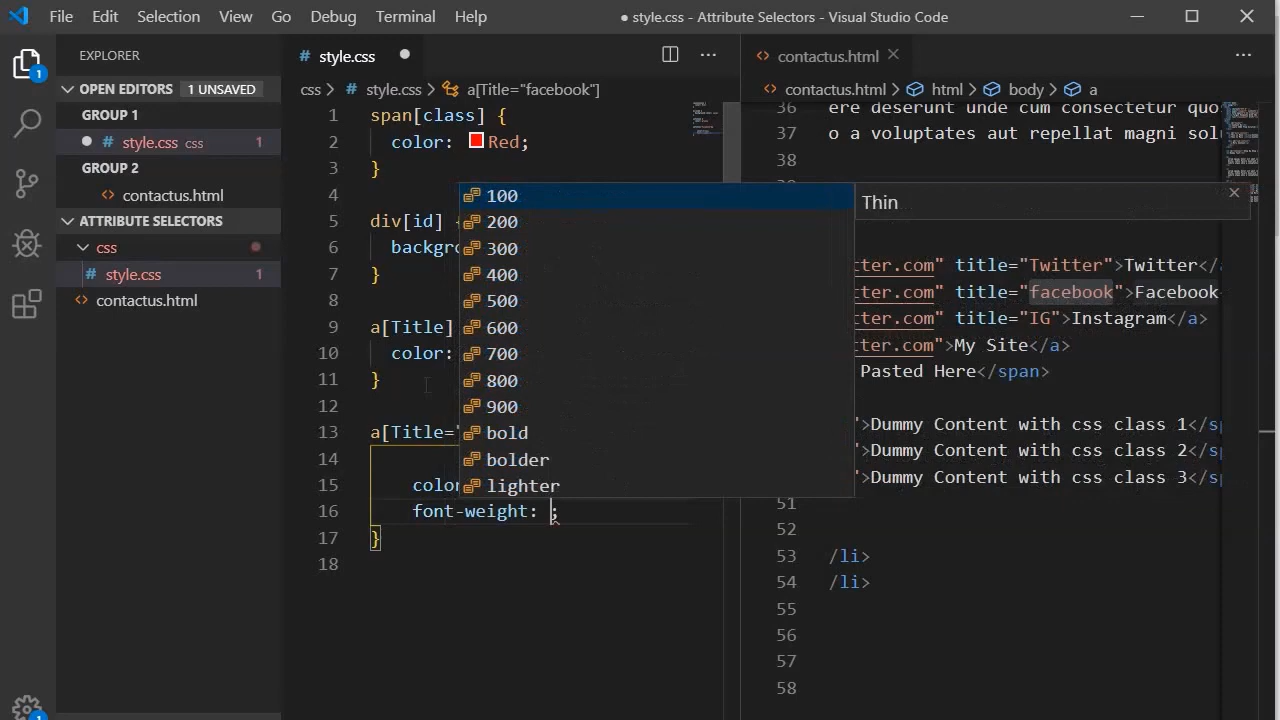 File Edit Selection View Go Debug Terminal Help
● style.css - Attribute Selectors - Visual Studio Code
EXPLORER
OPEN EDITORS 1 UNSAVED
GROUP 1
# style.css css 1
GROUP 2
<> contactus.html
ATTRIBUTE SELECTORS
css
# style.css 1
<> contactus.html
1
1
# style.css
css > # style.css > a[Title="facebook"]
1 span[class] {
2 color: Red;
3 }
4
5 div[id] {
6 backgro
7 }
8
9 a[Title]
10 color:
11 }
12
13 a[Title="
14
15 color
16 font-weight: ;
17 }
18
100
200
300
400
500
600
700
800
900
bold
bolder
lighter
Thin
<> contactus.html
<> contactus.html > html > body > a
36 ere deserunt unde cum consectetur quo
37 o a voluptates aut repellat magni solu
38
tter.com" title="Twitter">Twitter</a
tter.com" title="facebook">Facebook
tter.com" title="IG">Instagram</a>
tter.com">My Site</a>
Pasted Here</span>
">Dummy Content with css class 1</sp
">Dummy Content with css class 2</sp
">Dummy Content with css class 3</sp
51
52
53 /li>
54 /li>
55
56
57
58